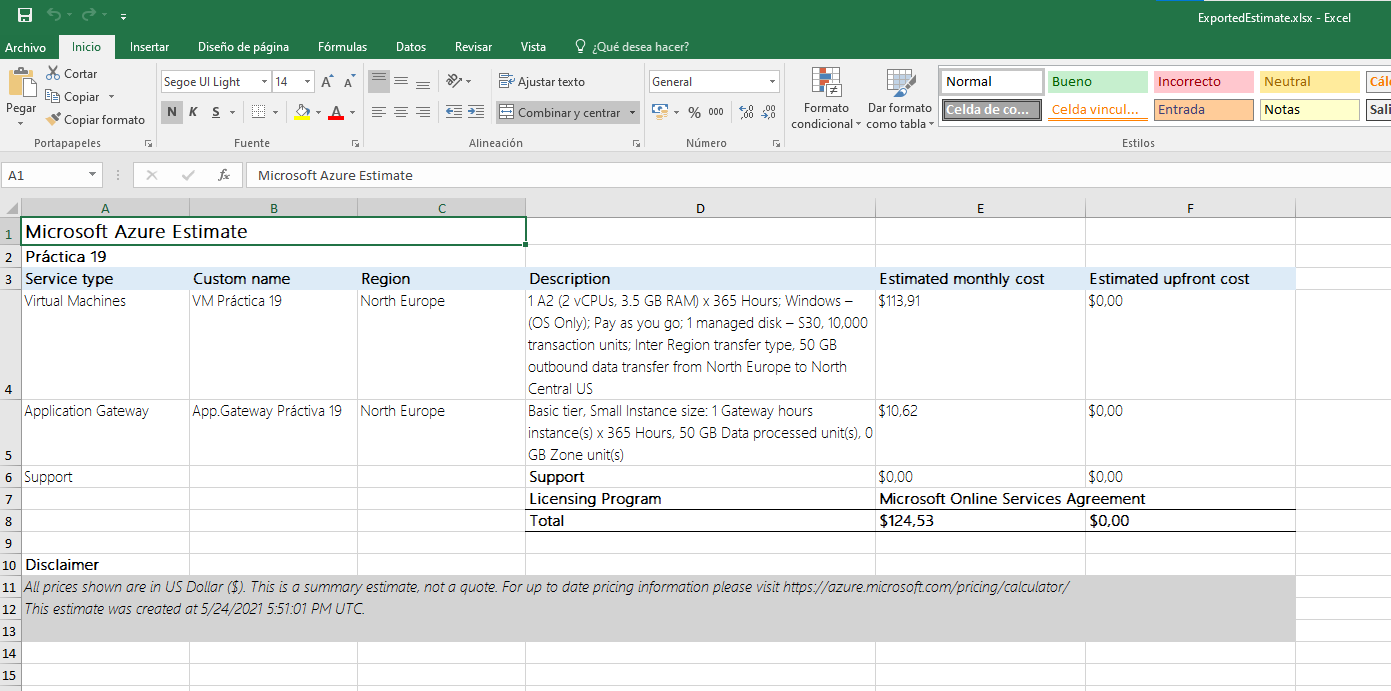 ExportedEstimate.xlsx - Excel
Archivo Inicio Insertar Diseño de página Fórmulas Datos Revisar Vista ¿Qué desea hacer?
Pegar
Cortar
Copiar
Copiar formato
Portapapeles
Segoe UI Light 14 A A
N K S A
Fuente
Ajustar texto
Combinar y centrar
Alineación
General
% 000
Número
Formato condicional
Dar formato como tabla
Normal Bueno Incorrecto Neutral
Celda de co... Celda vincul... Entrada Notas
Estilos
A1 fx Microsoft Azure Estimate
A B C D E F
1 Microsoft Azure Estimate
2 Práctica 19
3 Service type Custom name Region Description Estimated monthly cost Estimated upfront cost
4 Virtual Machines VM Práctica 19 North Europe 1 A2 (2 vCPUs, 3.5 GB RAM) x 365 Hours; Windows – $113,91 $0,00
(OS Only); Pay as you go; 1 managed disk – S30, 10,000
transaction units; Inter Region transfer type, 50 GB
outbound data transfer from North Europe to North
Central US
5 Application Gateway App.Gateway Práctiva 19 North Europe Basic tier, Small Instance size: 1 Gateway hours $10,62 $0,00
instance(s) x 365 Hours, 50 GB Data processed unit(s), 0
GB Zone unit(s)
6 Support Support $0,00 $0,00
7 Licensing Program Microsoft Online Services Agreement
8 Total $124,53 $0,00
9
10 Disclaimer
11 All prices shown are in US Dollar ($). This is a summary estimate, not a quote. For up to date pricing information please visit https://azure.microsoft.com/pricing/calculator/
12 This estimate was created at 5/24/2021 5:51:01 PM UTC.
13
14
15